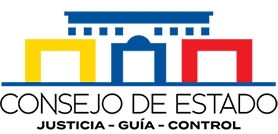 CONSEJO DE ESTADO
JUSTICIA – GUÍA – CONTROL